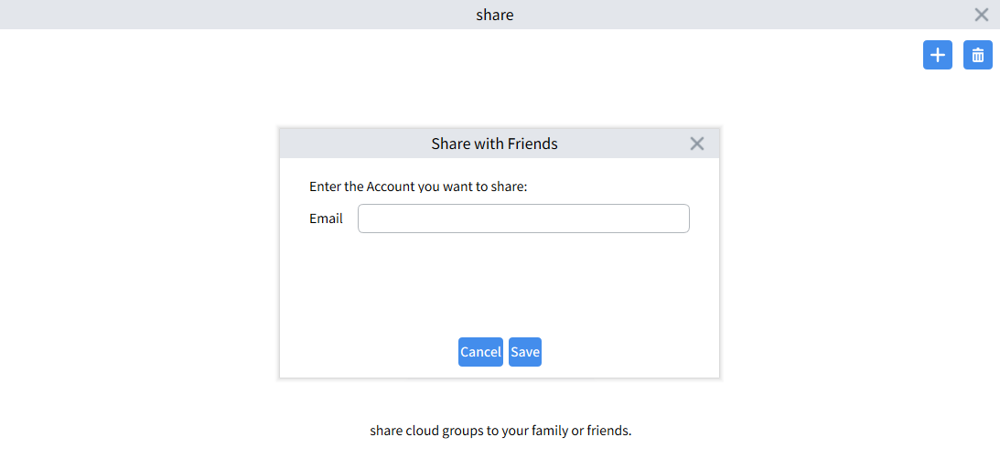 share
Share with Friends
Enter the Account you want to share:
Email
Cancel Save
share cloud groups to your family or friends.